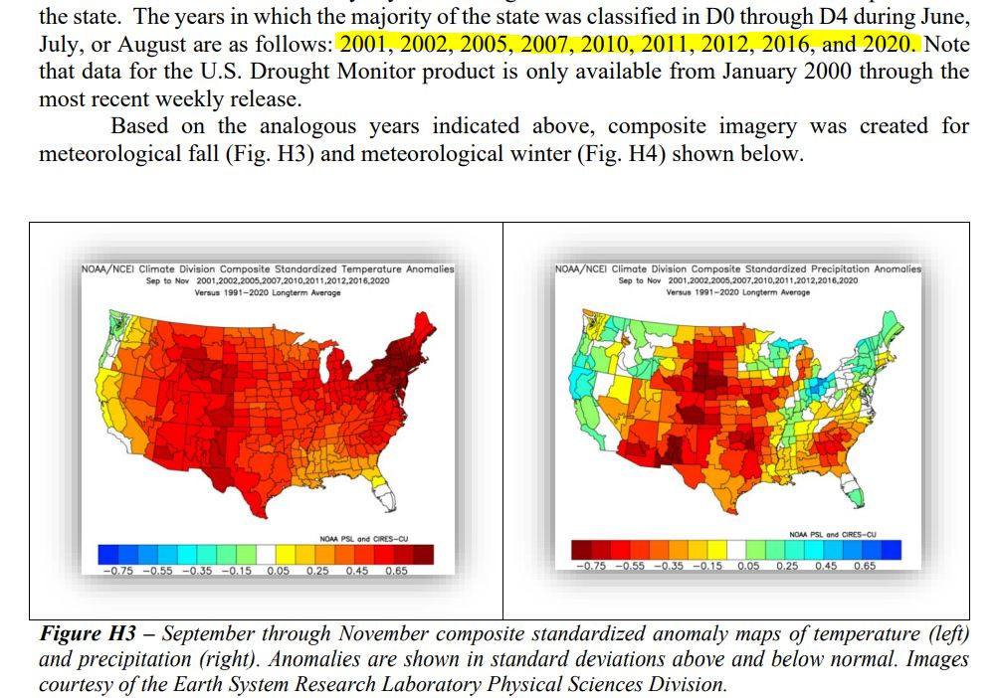 the state. The years in which the majority of the state was classified in D0 through D4 during June,
July, or August are as follows: 2001, 2002, 2005, 2007, 2010, 2011, 2012, 2016, and 2020. Note
that data for the U.S. Drought Monitor product is only available from January 2000 through the
most recent weekly release.
Based on the analogous years indicated above, composite imagery was created for
meteorological fall (Fig. H3) and meteorological winter (Fig. H4) shown below.
NOAA/NCEI Climate Division Composite Standardized Temperature Anomalies
Sep to Nov 2001,2002,2005,2007,2010,2011,2012,2016,2020
Versus 1991-2020 Longterm Average
NOAA PSL and CIRES-CU
-0.75 -0.55 -0.35 -0.15 0.05 0.25 0.45 0.65
NOAA/NCEI Climate Division Composite Standardized Precipitation Anomalies
Sep to Nov 2001,2002,2005,2007,2010,2011,2012,2016,2020
Versus 1991-2020 Longterm Average
NOAA PSL and CIRES-CU
-0.75 -0.55 -0.35 -0.15 0.05 0.25 0.45 0.65
Figure H3 – September through November composite standardized anomaly maps of temperature (left)
and precipitation (right). Anomalies are shown in standard deviations above and below normal. Images
courtesy of the Earth System Research Laboratory Physical Sciences Division.